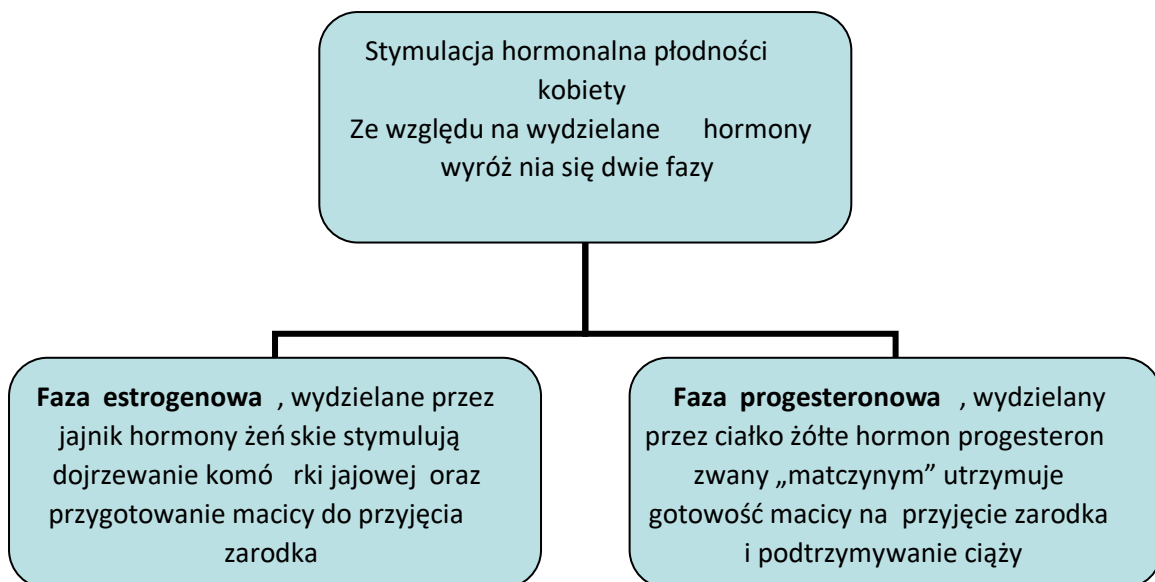 Stymulacja hormonalna płodności
kobiety
Ze względu na wydzielane hormony
wyróż nia się dwie fazy
Faza estrogenowa , wydzielane przez
jajnik hormony żeń skie stymulują
dojrzewanie komó rki jajowej oraz
przygotowanie macicy do przyjęcia
zarodka
Faza progesteronowa , wydzielany
przez ciałko żółte hormon progesteron
zwany „matczynym” utrzymuje
gotowość macicy na przyjęcie zarodka
i podtrzymywanie ciąży